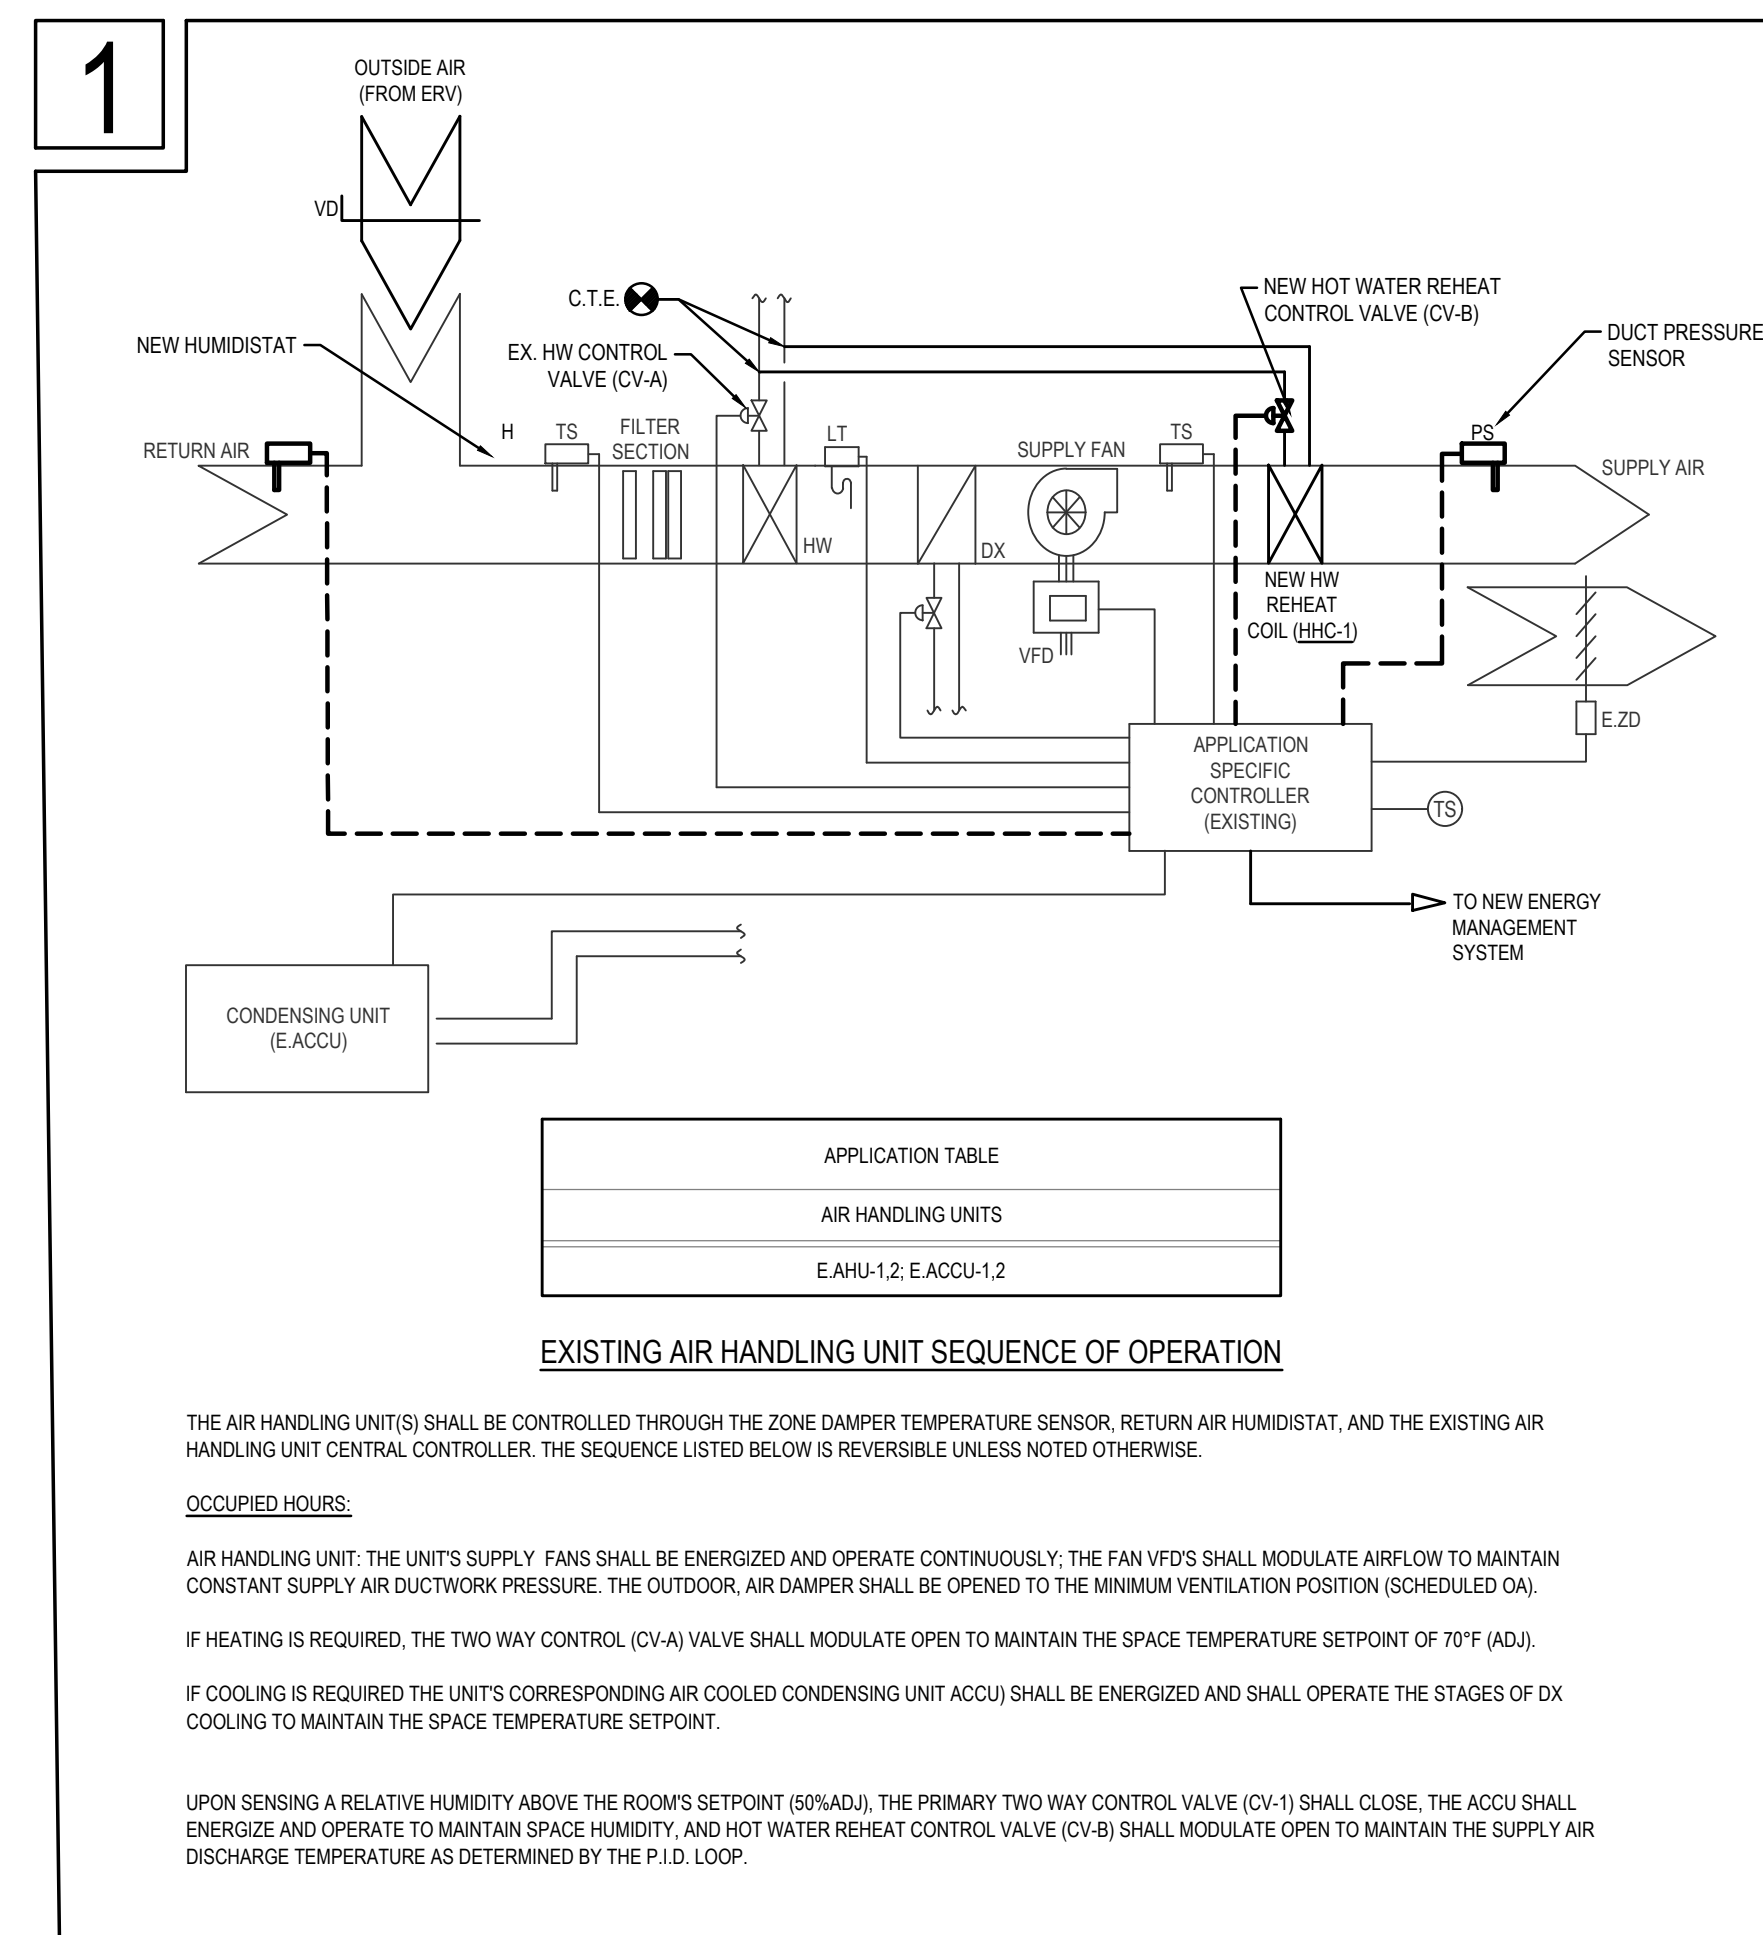 1
OUTSIDE AIR
(FROM ERV)
VD
C.T.E.
NEW HOT WATER REHEAT
CONTROL VALVE (CV-B)
DUCT PRESSURE
SENSOR
NEW HUMIDISTAT
EX. HW CONTROL
VALVE (CV-A)
RETURN AIR
H
TS
FILTER
SECTION
LT
SUPPLY FAN
TS
PS
SUPPLY AIR
HW
DX
NEW HW
REHEAT
COIL (HHC-1)
VFD
E.ZD
APPLICATION
SPECIFIC
CONTROLLER
(EXISTING)
TS
TO NEW ENERGY
MANAGEMENT
SYSTEM
CONDENSING UNIT
(E.ACCU)
APPLICATION TABLE
AIR HANDLING UNITS
E.AHU-1,2; E.ACCU-1,2
EXISTING AIR HANDLING UNIT SEQUENCE OF OPERATION
THE AIR HANDLING UNIT(S) SHALL BE CONTROLLED THROUGH THE ZONE DAMPER TEMPERATURE SENSOR, RETURN AIR HUMIDISTAT, AND THE EXISTING AIR
HANDLING UNIT CENTRAL CONTROLLER. THE SEQUENCE LISTED BELOW IS REVERSIBLE UNLESS NOTED OTHERWISE.
OCCUPIED HOURS:
AIR HANDLING UNIT: THE UNIT'S SUPPLY FANS SHALL BE ENERGIZED AND OPERATE CONTINUOUSLY; THE FAN VFD'S SHALL MODULATE AIRFLOW TO MAINTAIN
CONSTANT SUPPLY AIR DUCTWORK PRESSURE. THE OUTDOOR, AIR DAMPER SHALL BE OPENED TO THE MINIMUM VENTILATION POSITION (SCHEDULED OA).
IF HEATING IS REQUIRED, THE TWO WAY CONTROL (CV-A) VALVE SHALL MODULATE OPEN TO MAINTAIN THE SPACE TEMPERATURE SETPOINT OF 70°F (ADJ).
IF COOLING IS REQUIRED THE UNIT'S CORRESPONDING AIR COOLED CONDENSING UNIT ACCU) SHALL BE ENERGIZED AND SHALL OPERATE THE STAGES OF DX
COOLING TO MAINTAIN THE SPACE TEMPERATURE SETPOINT.
UPON SENSING A RELATIVE HUMIDITY ABOVE THE ROOM'S SETPOINT (50%ADJ), THE PRIMARY TWO WAY CONTROL VALVE (CV-1) SHALL CLOSE, THE ACCU SHALL
ENERGIZE AND OPERATE TO MAINTAIN SPACE HUMIDITY, AND HOT WATER REHEAT CONTROL VALVE (CV-B) SHALL MODULATE OPEN TO MAINTAIN THE SUPPLY AIR
DISCHARGE TEMPERATURE AS DETERMINED BY THE P.I.D. LOOP.